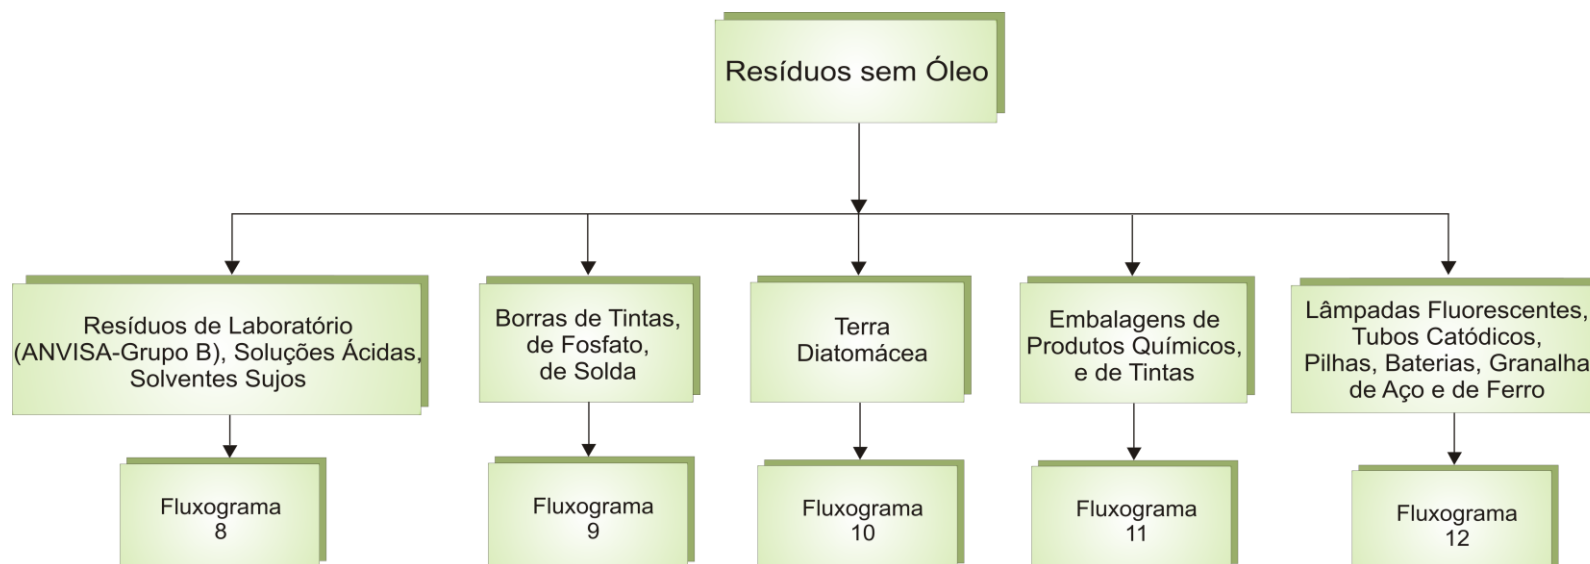 Resíduos sem Óleo
Resíduos de Laboratório
(ANVISA-Grupo B), Soluções Ácidas,
Solventes Sujos
Borras de Tintas,
de Fosfato,
de Solda
Terra
Diatomácea
Embalagens de
Produtos Químicos,
e de Tintas
Lâmpadas Fluorescentes,
Tubos Catódicos,
Pilhas, Baterias, Granalha
de Aço e de Ferro
Fluxograma
8
Fluxograma
9
Fluxograma
10
Fluxograma
11
Fluxograma
12